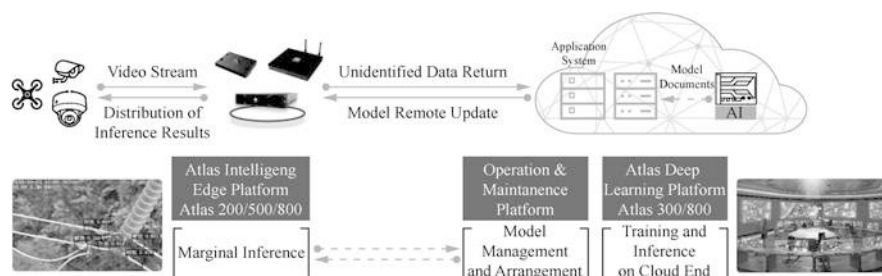 Application
System
Video Stream
Unidentified Data Return
Model
Documents
Distribution of
Inference Results
Model Remote Update
AI
Atlas Intelligeng
Edge Platform
Atlas 200/500/800
Operation &
Maintanence
Platform
Atlas Deep
Learning Platform
Atlas 300/800
Marginal Inference
Model
Management
and Arrangement
Training and
Inference
on Cloud End